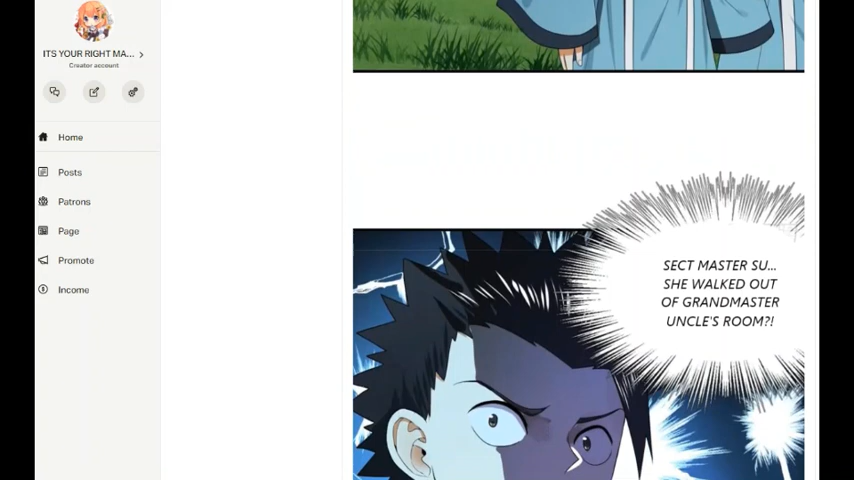 ITS YOUR RIGHT MA...
Creator account
Home
Posts
Patrons
Page
Promote
Income
SECT MASTER SU...
SHE WALKED OUT
OF GRANDMASTER
UNCLE'S ROOM?!